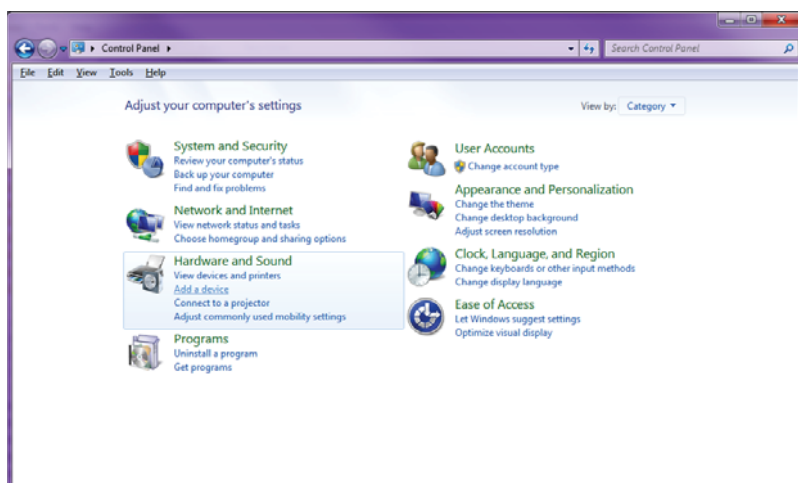 Control Panel
Search Control Panel
File Edit View Tools Help
Adjust your computer's settings
View by: Category
System and Security
Review your computer's status
Back up your computer
Find and fix problems
Network and Internet
View network status and tasks
Choose homegroup and sharing options
Hardware and Sound
View devices and printers
Add a device
Connect to a projector
Adjust commonly used mobility settings
Programs
Uninstall a program
Get programs
User Accounts
Change account type
Appearance and Personalization
Change the theme
Change desktop background
Adjust screen resolution
Clock, Language, and Region
Change keyboards or other input methods
Change display language
Ease of Access
Let Windows suggest settings
Optimize visual display